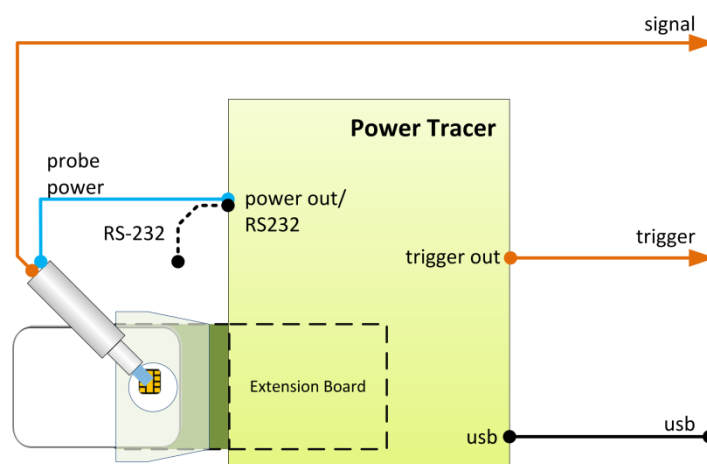 signal
Power Tracer
probe
power
power out/
RS232
RS-232
trigger out
trigger
Extension Board
usb
usb